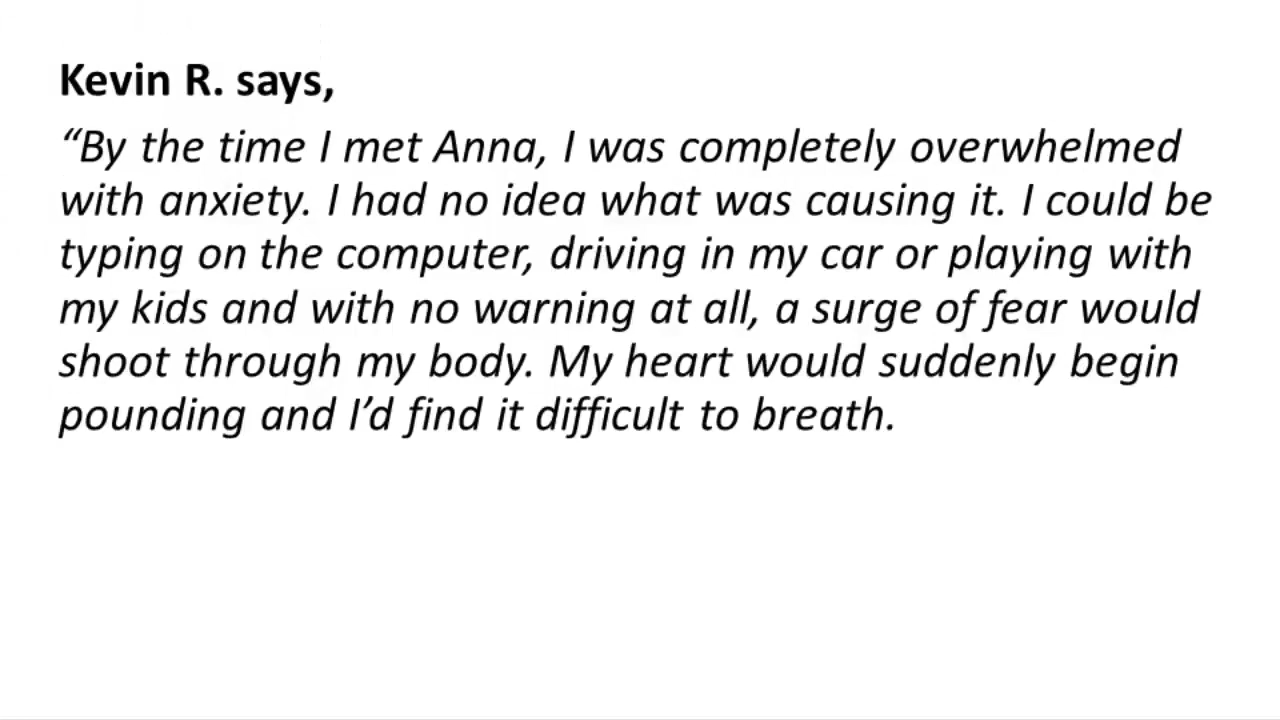 Kevin R. says,
“By the time I met Anna, I was completely overwhelmed
with anxiety. I had no idea what was causing it. I could be
typing on the computer, driving in my car or playing with
my kids and with no warning at all, a surge of fear would
shoot through my body. My heart would suddenly begin
pounding and I’d find it difficult to breath.